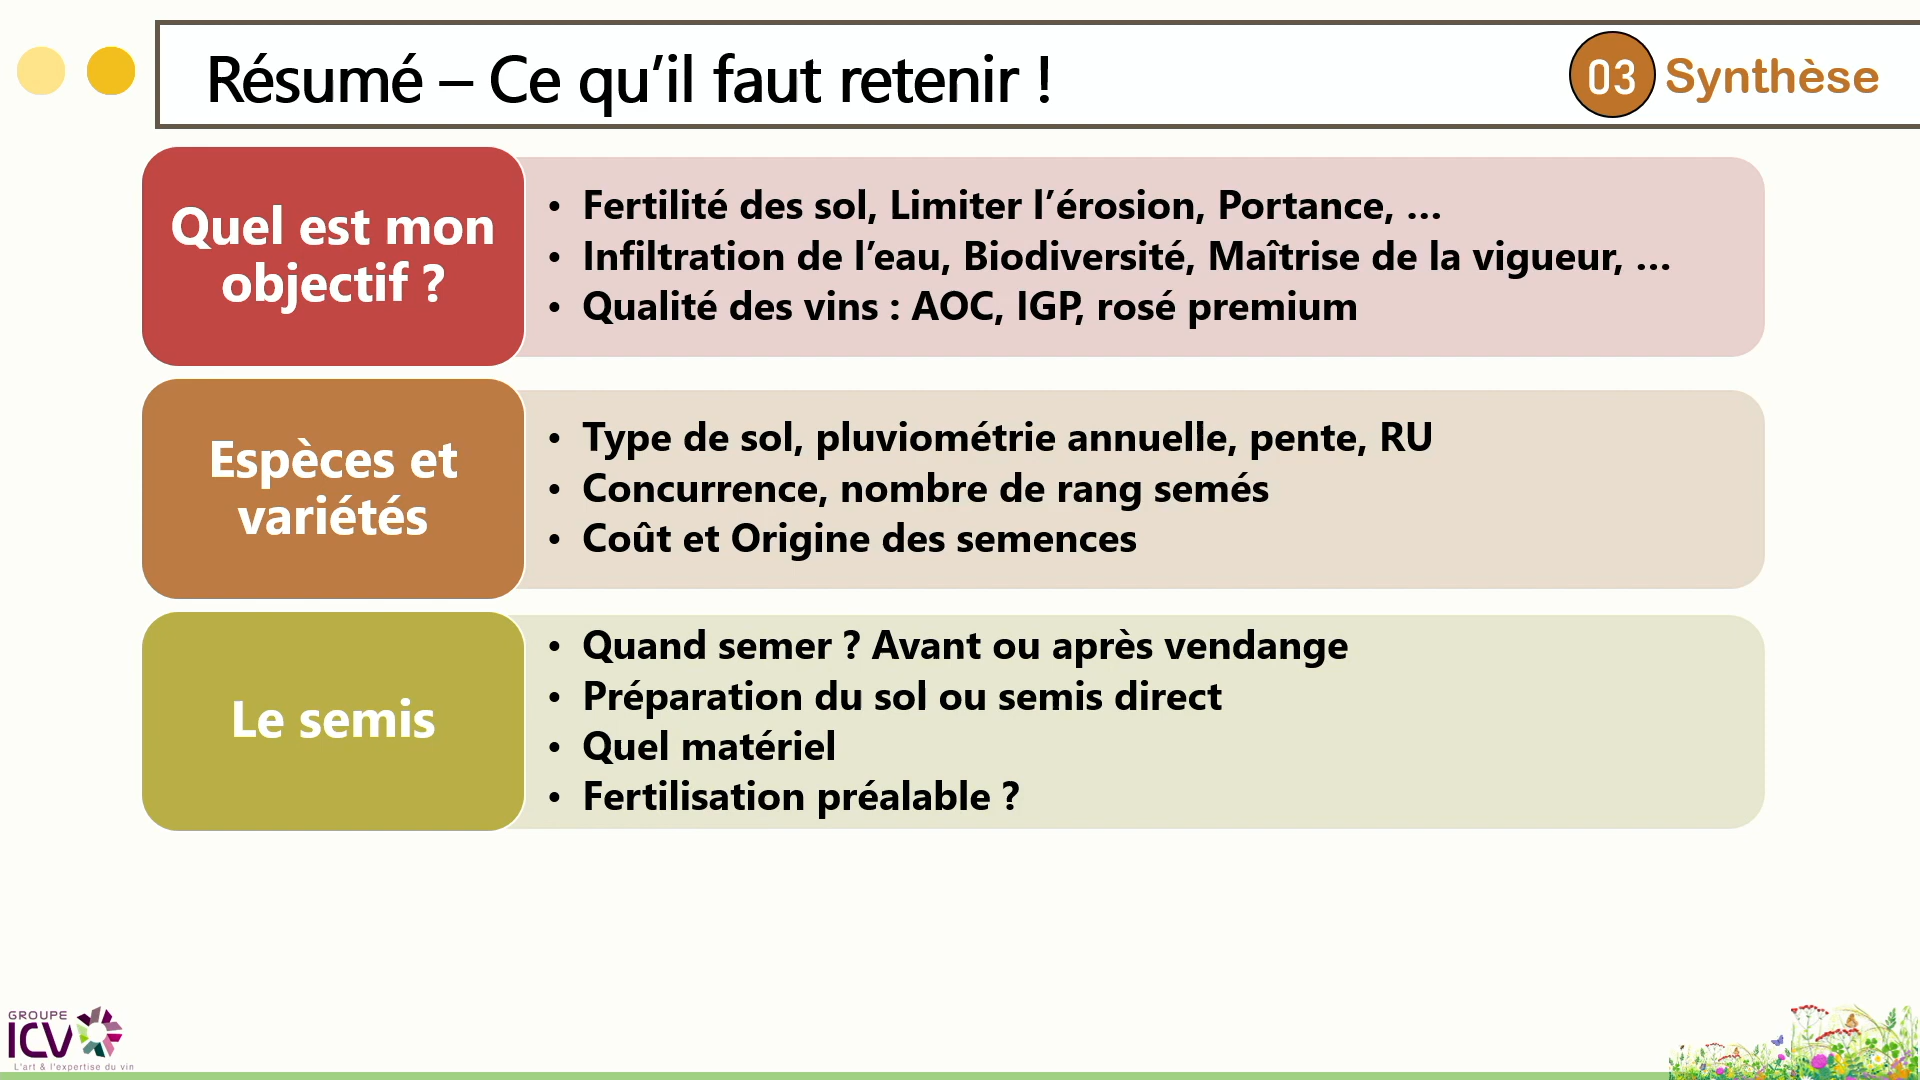 Résumé – Ce qu’il faut retenir !
03 Synthèse
Quel est mon
objectif ?
• Fertilité des sol, Limiter l’érosion, Portance, …
• Infiltration de l’eau, Biodiversité, Maîtrise de la vigueur, …
• Qualité des vins : AOC, IGP, rosé premium
Espèces et
variétés
• Type de sol, pluviométrie annuelle, pente, RU
• Concurrence, nombre de rang semés
• Coût et Origine des semences
Le semis
• Quand semer ? Avant ou après vendange
• Préparation du sol ou semis direct
• Quel matériel
• Fertilisation préalable ?
GROUPE
ICV
L'art & l'expertise du vin